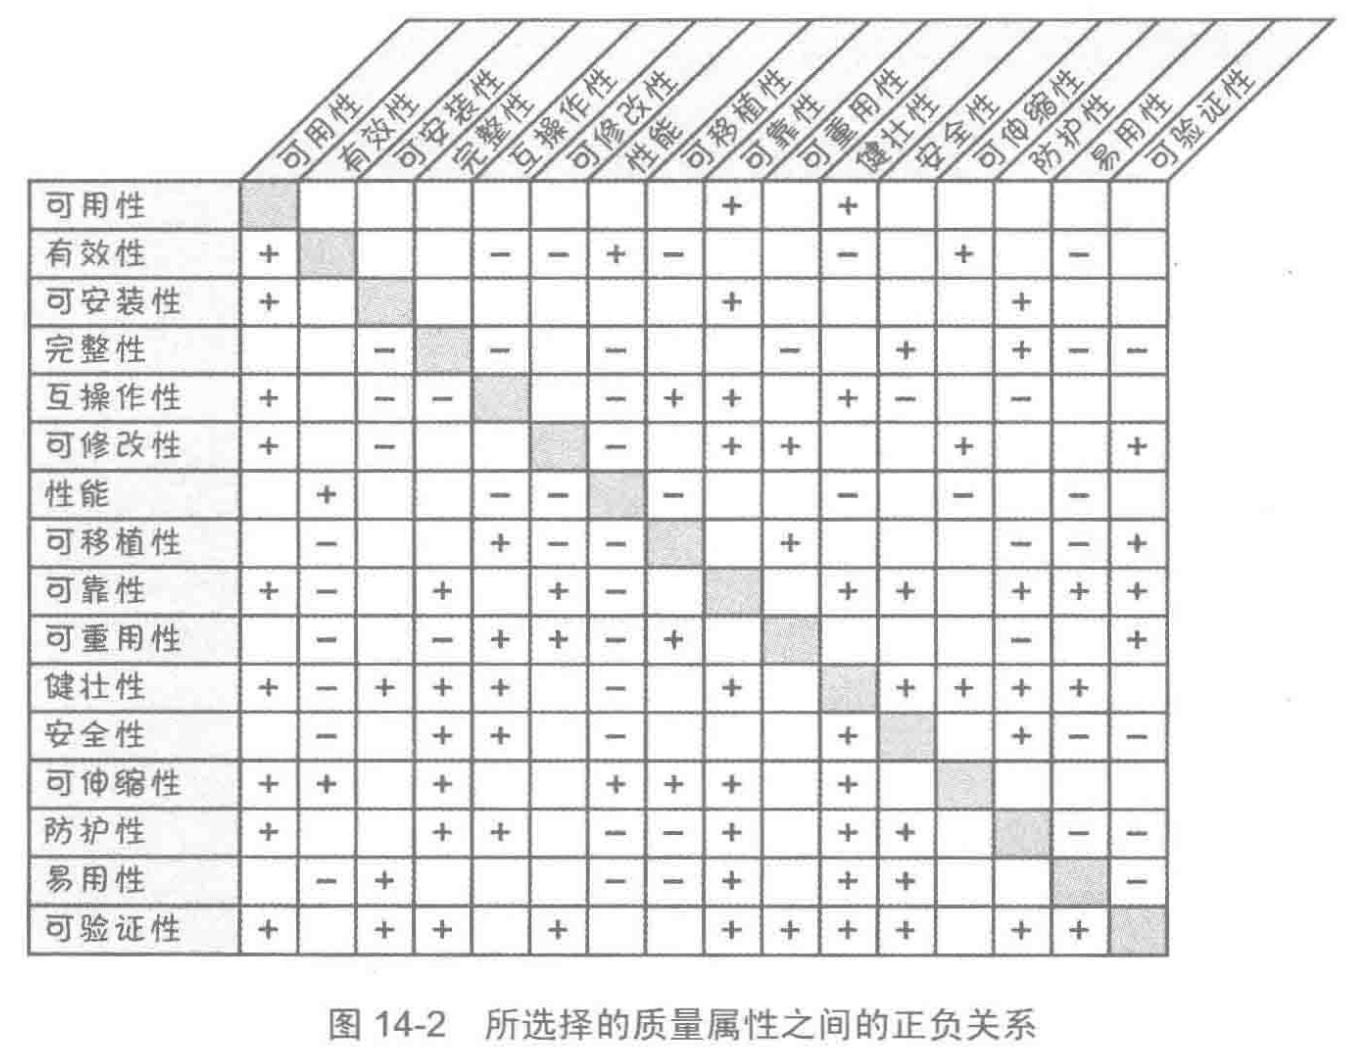 可用性 有效性 可安装性 完整性 互操作性 可修改性 性能 可移植性 可靠性 可重用性 健壮性 安全性 可伸缩性 防护性 易用性 可验证性
可用性 + +
有效性 + − − + − − + −
可安装性 + + +
完整性 − − − − + + − −
互操作性 + − − − + + + − −
可修改性 + − − + + + +
性能 + − − − − − −
可移植性 − + − − + − − +
可靠性 + − + + − + + + + +
可重用性 − − + + − + − +
健壮性 + − + + + − + + + + +
安全性 − + + − + + − −
可伸缩性 + + + + + + +
防护性 + + + − − + + + − −
易用性 − + − − + + + −
可验证性 + + + + + + + + + +
图 14-2 所选择的质量属性之间的正负关系